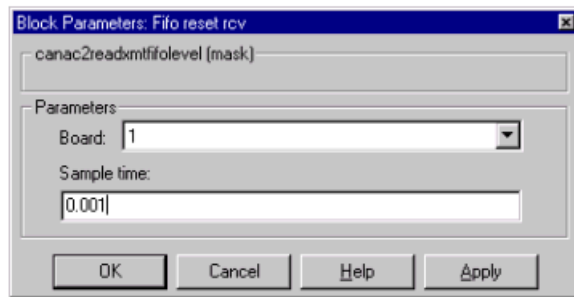 Block Parameters: Fifo reset rcv
canac2readxmtfifolevel (mask)
Parameters
Board: 1
Sample time:
0.001
OK Cancel Help Apply